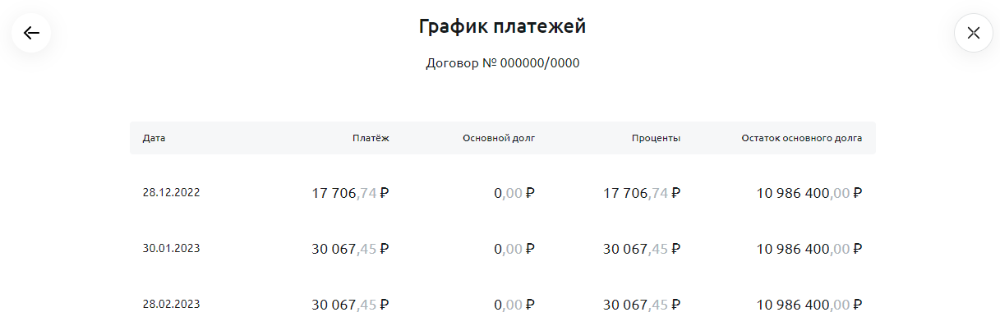 График платежей
Договор № 000000/0000
Дата Платёж Основной долг Проценты Остаток основного долга
28.12.2022 17 706,74 ₽ 0,00 ₽ 17 706,74 ₽ 10 986 400,00 ₽
30.01.2023 30 067,45 ₽ 0,00 ₽ 30 067,45 ₽ 10 986 400,00 ₽
28.02.2023 30 067,45 ₽ 0,00 ₽ 30 067,45 ₽ 10 986 400,00 ₽